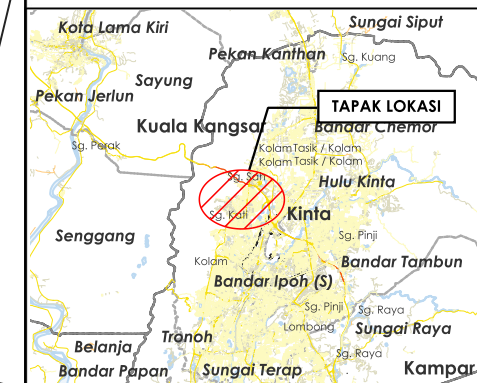 Sungai Siput
Kota Lama Kiri
Pekan Kanthan
Sg. Kuang
Sayung
Pekan Jerlun
TAPAK LOKASI
Kuala Kangsar
Bandar Chemor
Sg. Perak
Kolam Tasik / Kolam
Kolam Tasik / Kolam
Sg. Sari
Hulu Kinta
Sg. Kati
Kinta
Senggang
Sg. Pinji
Kolam
Bandar Tambun
Bandar Ipoh (S)
Sg. Pinji
Sg. Raya
Lombong
Sungai Raya
Tronoh
Belanja
Sg. Raya
Bandar Papan
Sungai Terap
Kampar